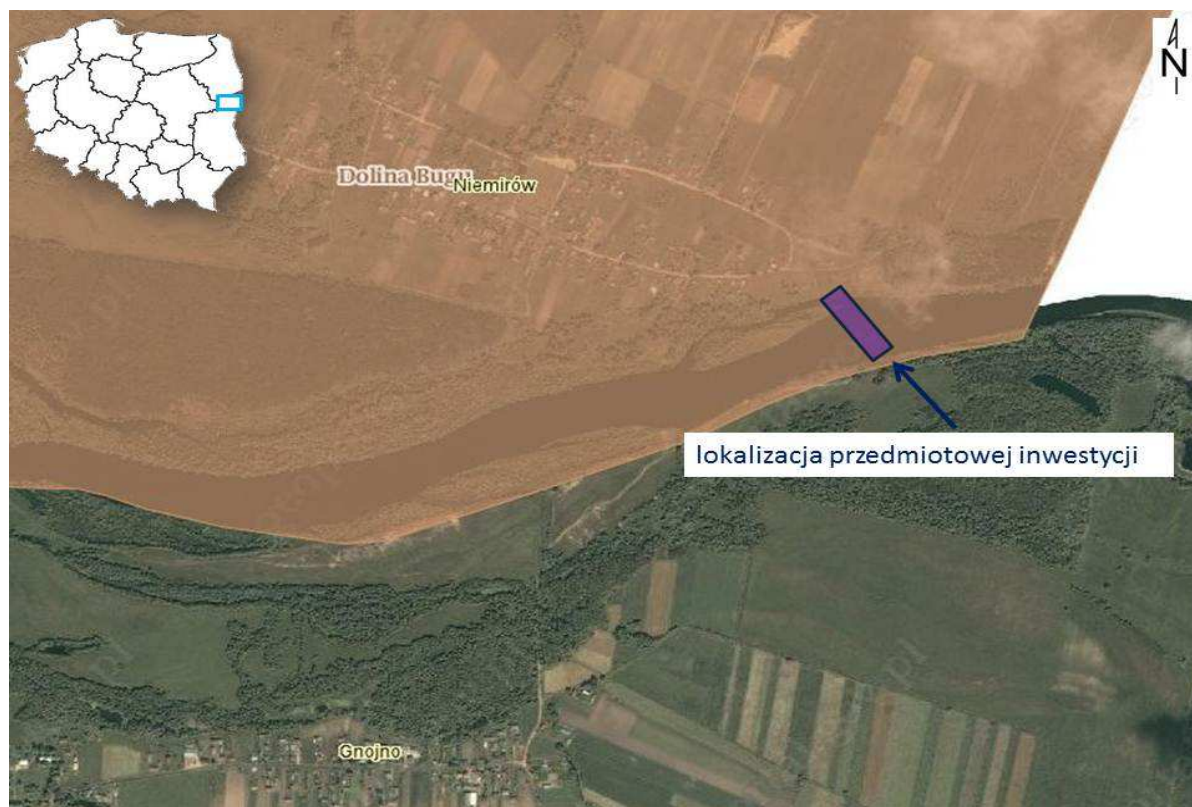 N
Dolina Bugu
Niemirów
lokalizacja przedmiotowej inwestycji
Gnojno